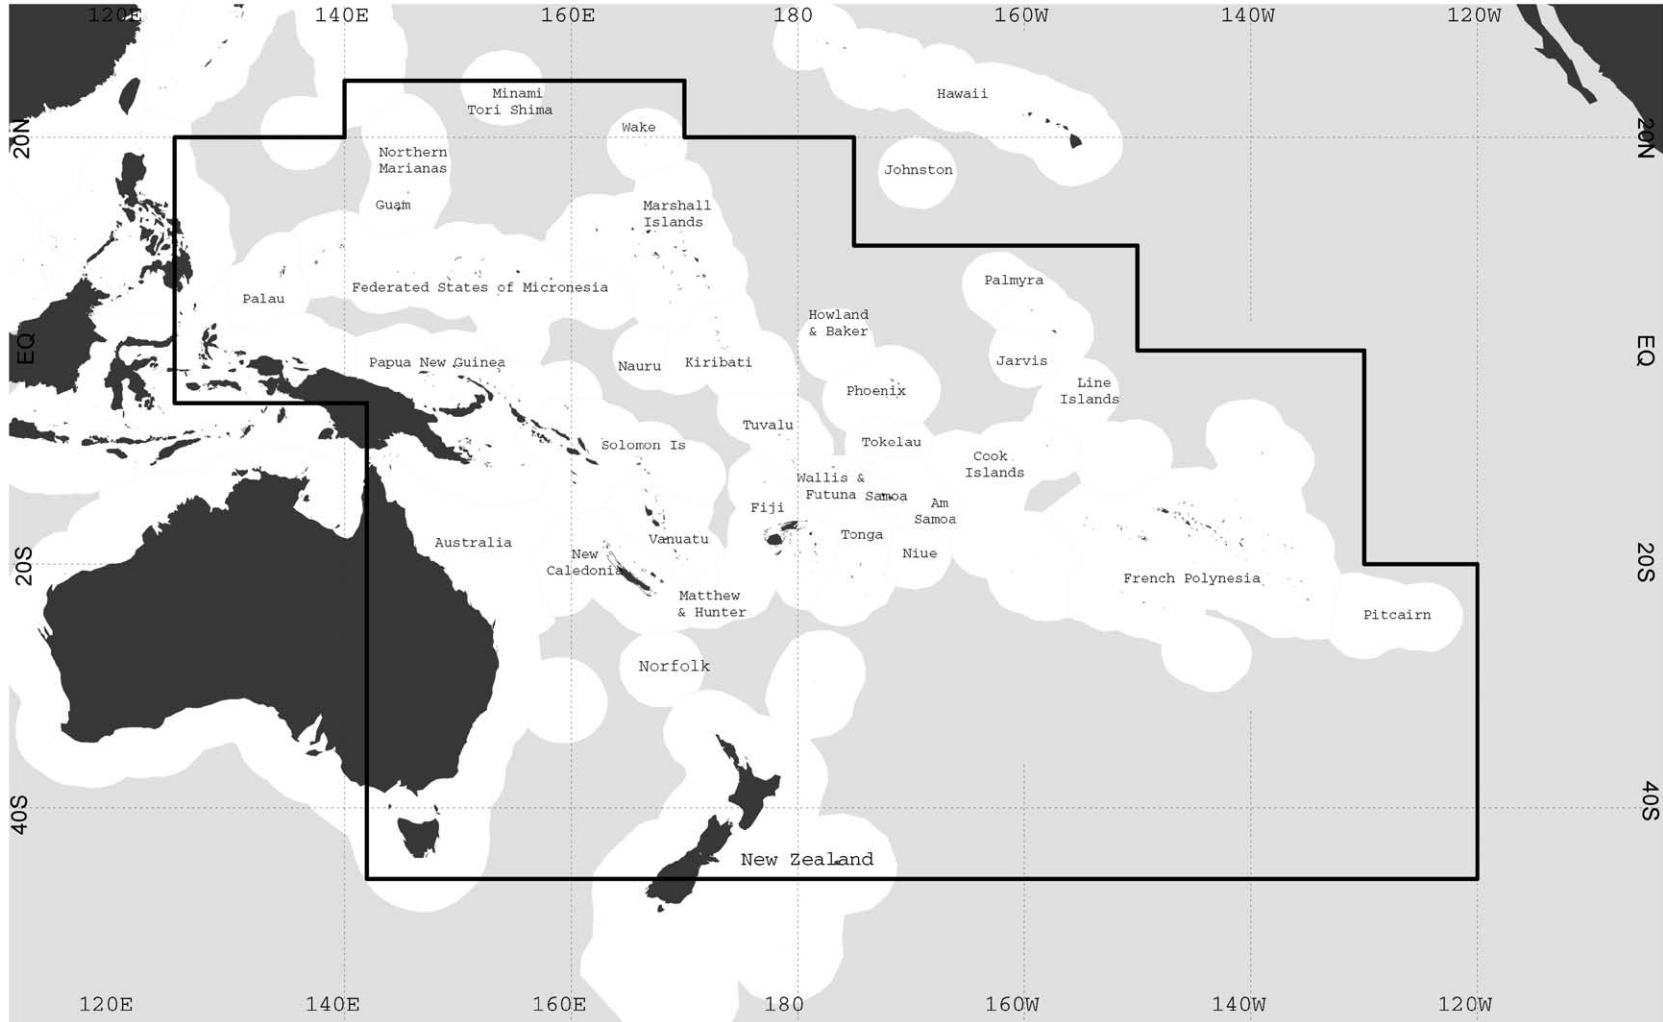 120E 140E 160E 180 160W 140W 120W
Minami
Tori Shima
Hawaii
Wake
20N
20N
Northern
Marianas
Johnston
Guam
Marshall
Islands
Palmyra
Federated States of Micronesia
Palau
Howland
& Baker
EQ
EQ
Papua New Guinea
Nauru
Kiribati
Jarvis
Phoenix
Line
Islands
Tuvalu
Solomon Is
Tokelau
Cook
Islands
Wallis &
Futuna
Samoa
Fiji
Am
Samoa
Tonga
Vanuatu
Australia
Niue
New
Caledonia
20S
20S
French Polynesia
Matthew
& Hunter
Pitcairn
Norfolk
40S
40S
New Zealand
120E 140E 160E 180 160W 140W 120W